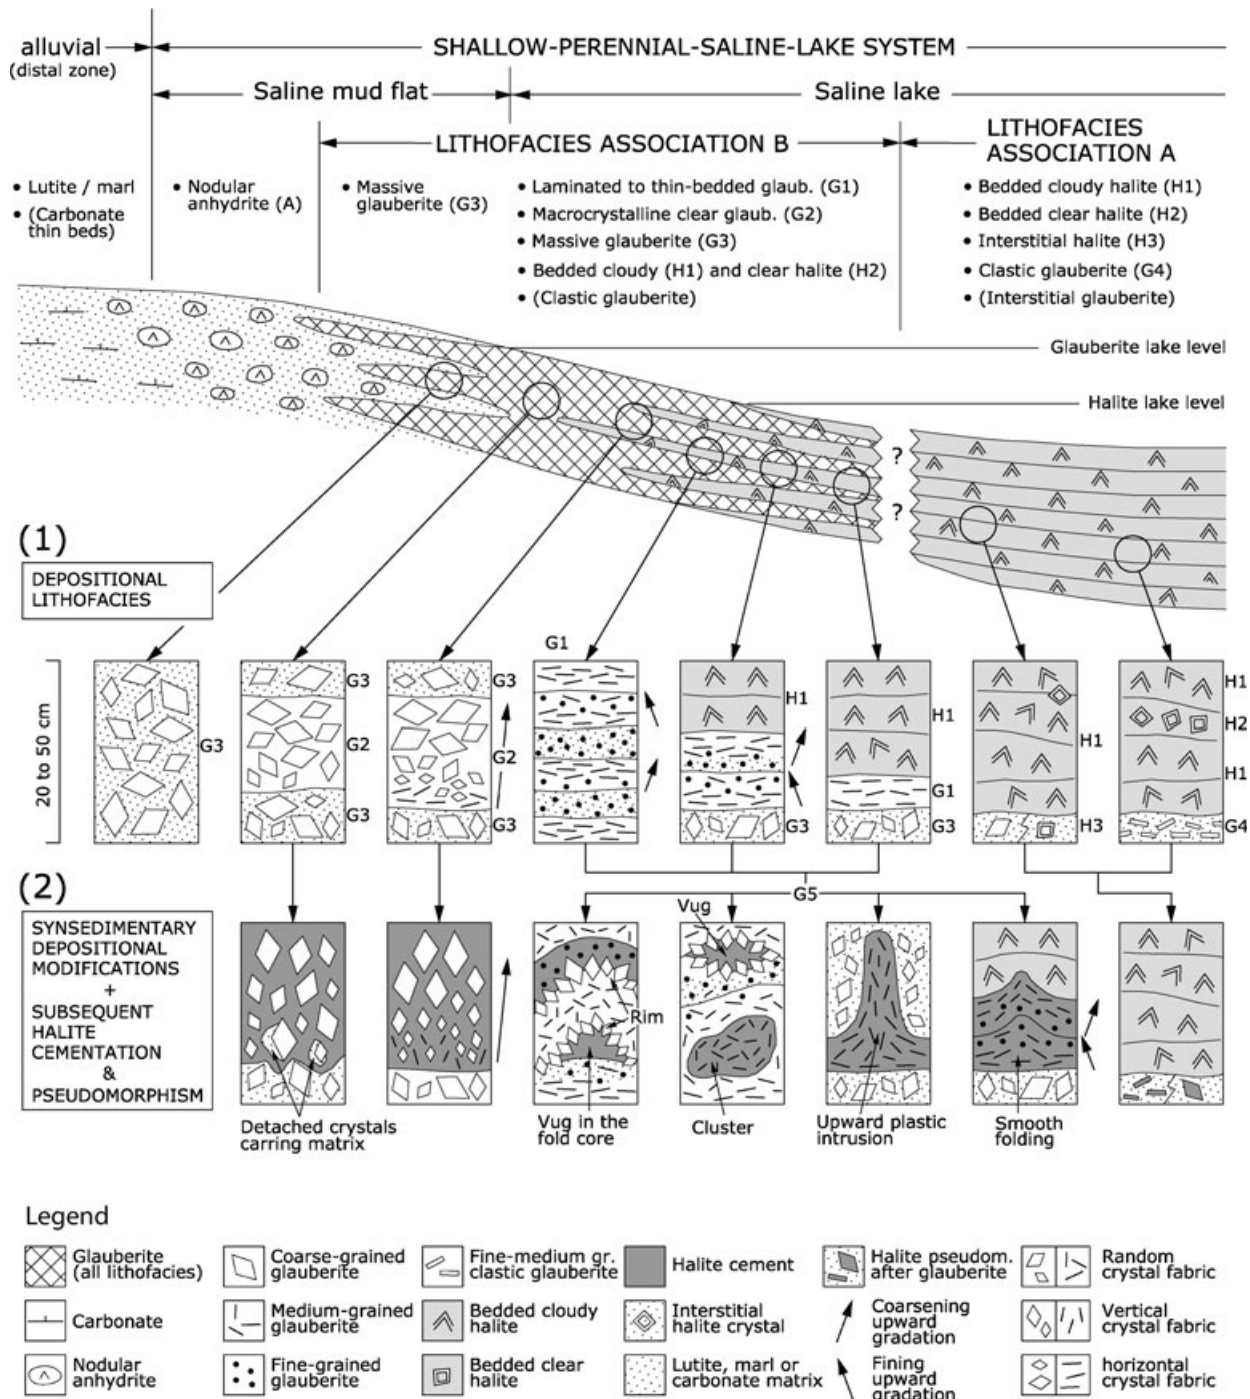 alluvial
(distal zone)
SHALLOW-PERENNIAL-SALINE-LAKE SYSTEM
Saline mud flat
Saline lake
LITHOFACIES ASSOCIATION B
LITHOFACIES
ASSOCIATION A
• Lutite / marl
• (Carbonate
thin beds)
• Nodular
anhydrite (A)
• Massive
glauberite (G3)
• Laminated to thin-bedded glaub. (G1)
• Macrocrystalline clear glaub. (G2)
• Massive glauberite (G3)
• Bedded cloudy (H1) and clear halite (H2)
• (Clastic glauberite)
• Bedded cloudy halite (H1)
• Bedded clear halite (H2)
• Interstitial halite (H3)
• Clastic glauberite (G4)
• (Interstitial glauberite)
Glauberite lake level
Halite lake level
?
?
(1)
DEPOSITIONAL
LITHOFACIES
20 to 50 cm
G3
G3
G2
G3
G3
G2
G3
G1
H1
G3
H1
G1
G3
H1
H3
H1
H2
H1
G4
(2)
G5
SYNSEDIMENTARY
DEPOSITIONAL
MODIFICATIONS
+
SUBSEQUENT
HALITE
CEMENTATION
&
PSEUDOMORPHISM
Vug
Rim
Detached crystals
carring matrix
Vug in the
fold core
Cluster
Upward plastic
intrusion
Smooth
folding
Legend
Glauberite
(all lithofacies)
Coarse-grained
glauberite
Fine-medium gr.
clastic glauberite
Halite cement
Halite pseudom.
after glauberite
Random
crystal fabric
Carbonate
Medium-grained
glauberite
Bedded cloudy
halite
Interstitial
halite crystal
Coarsening
upward
gradation
Vertical
crystal fabric
Nodular
anhydrite
Fine-grained
glauberite
Bedded clear
halite
Lutite, marl or
carbonate matrix
Fining
upward
gradation
horizontal
crystal fabric